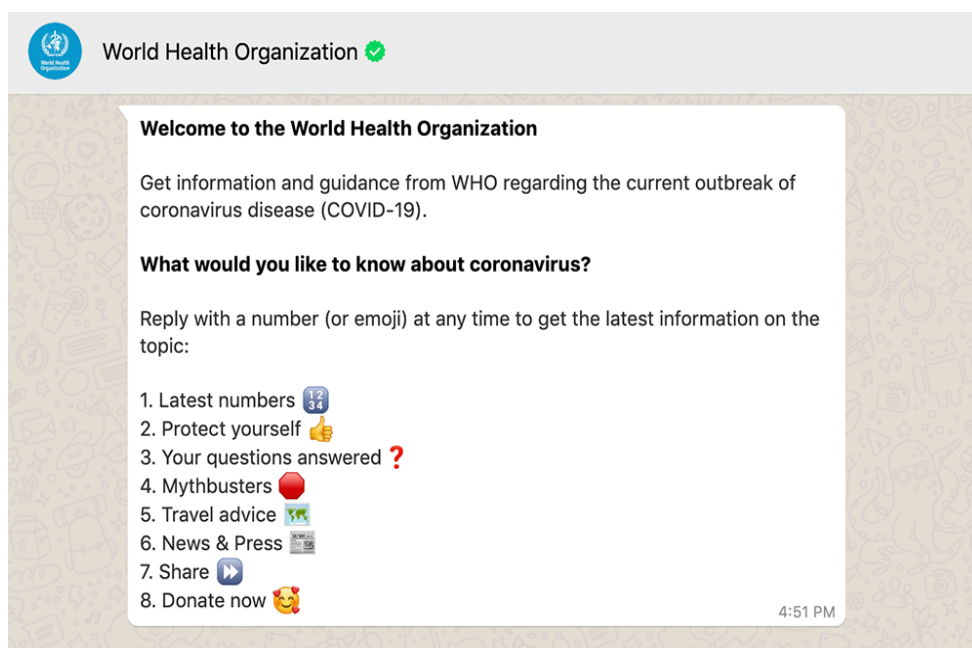 World Health Organization
World Health Organization
Welcome to the World Health Organization
Get information and guidance from WHO regarding the current outbreak of
coronavirus disease (COVID-19).
What would you like to know about coronavirus?
Reply with a number (or emoji) at any time to get the latest information on the
topic:
1. Latest numbers 🔢
2. Protect yourself 👍
3. Your questions answered ❓
4. Mythbusters 🛑
5. Travel advice 🗺️
6. News & Press 📰
7. Share ⏩
8. Donate now 🥰
4:51 PM